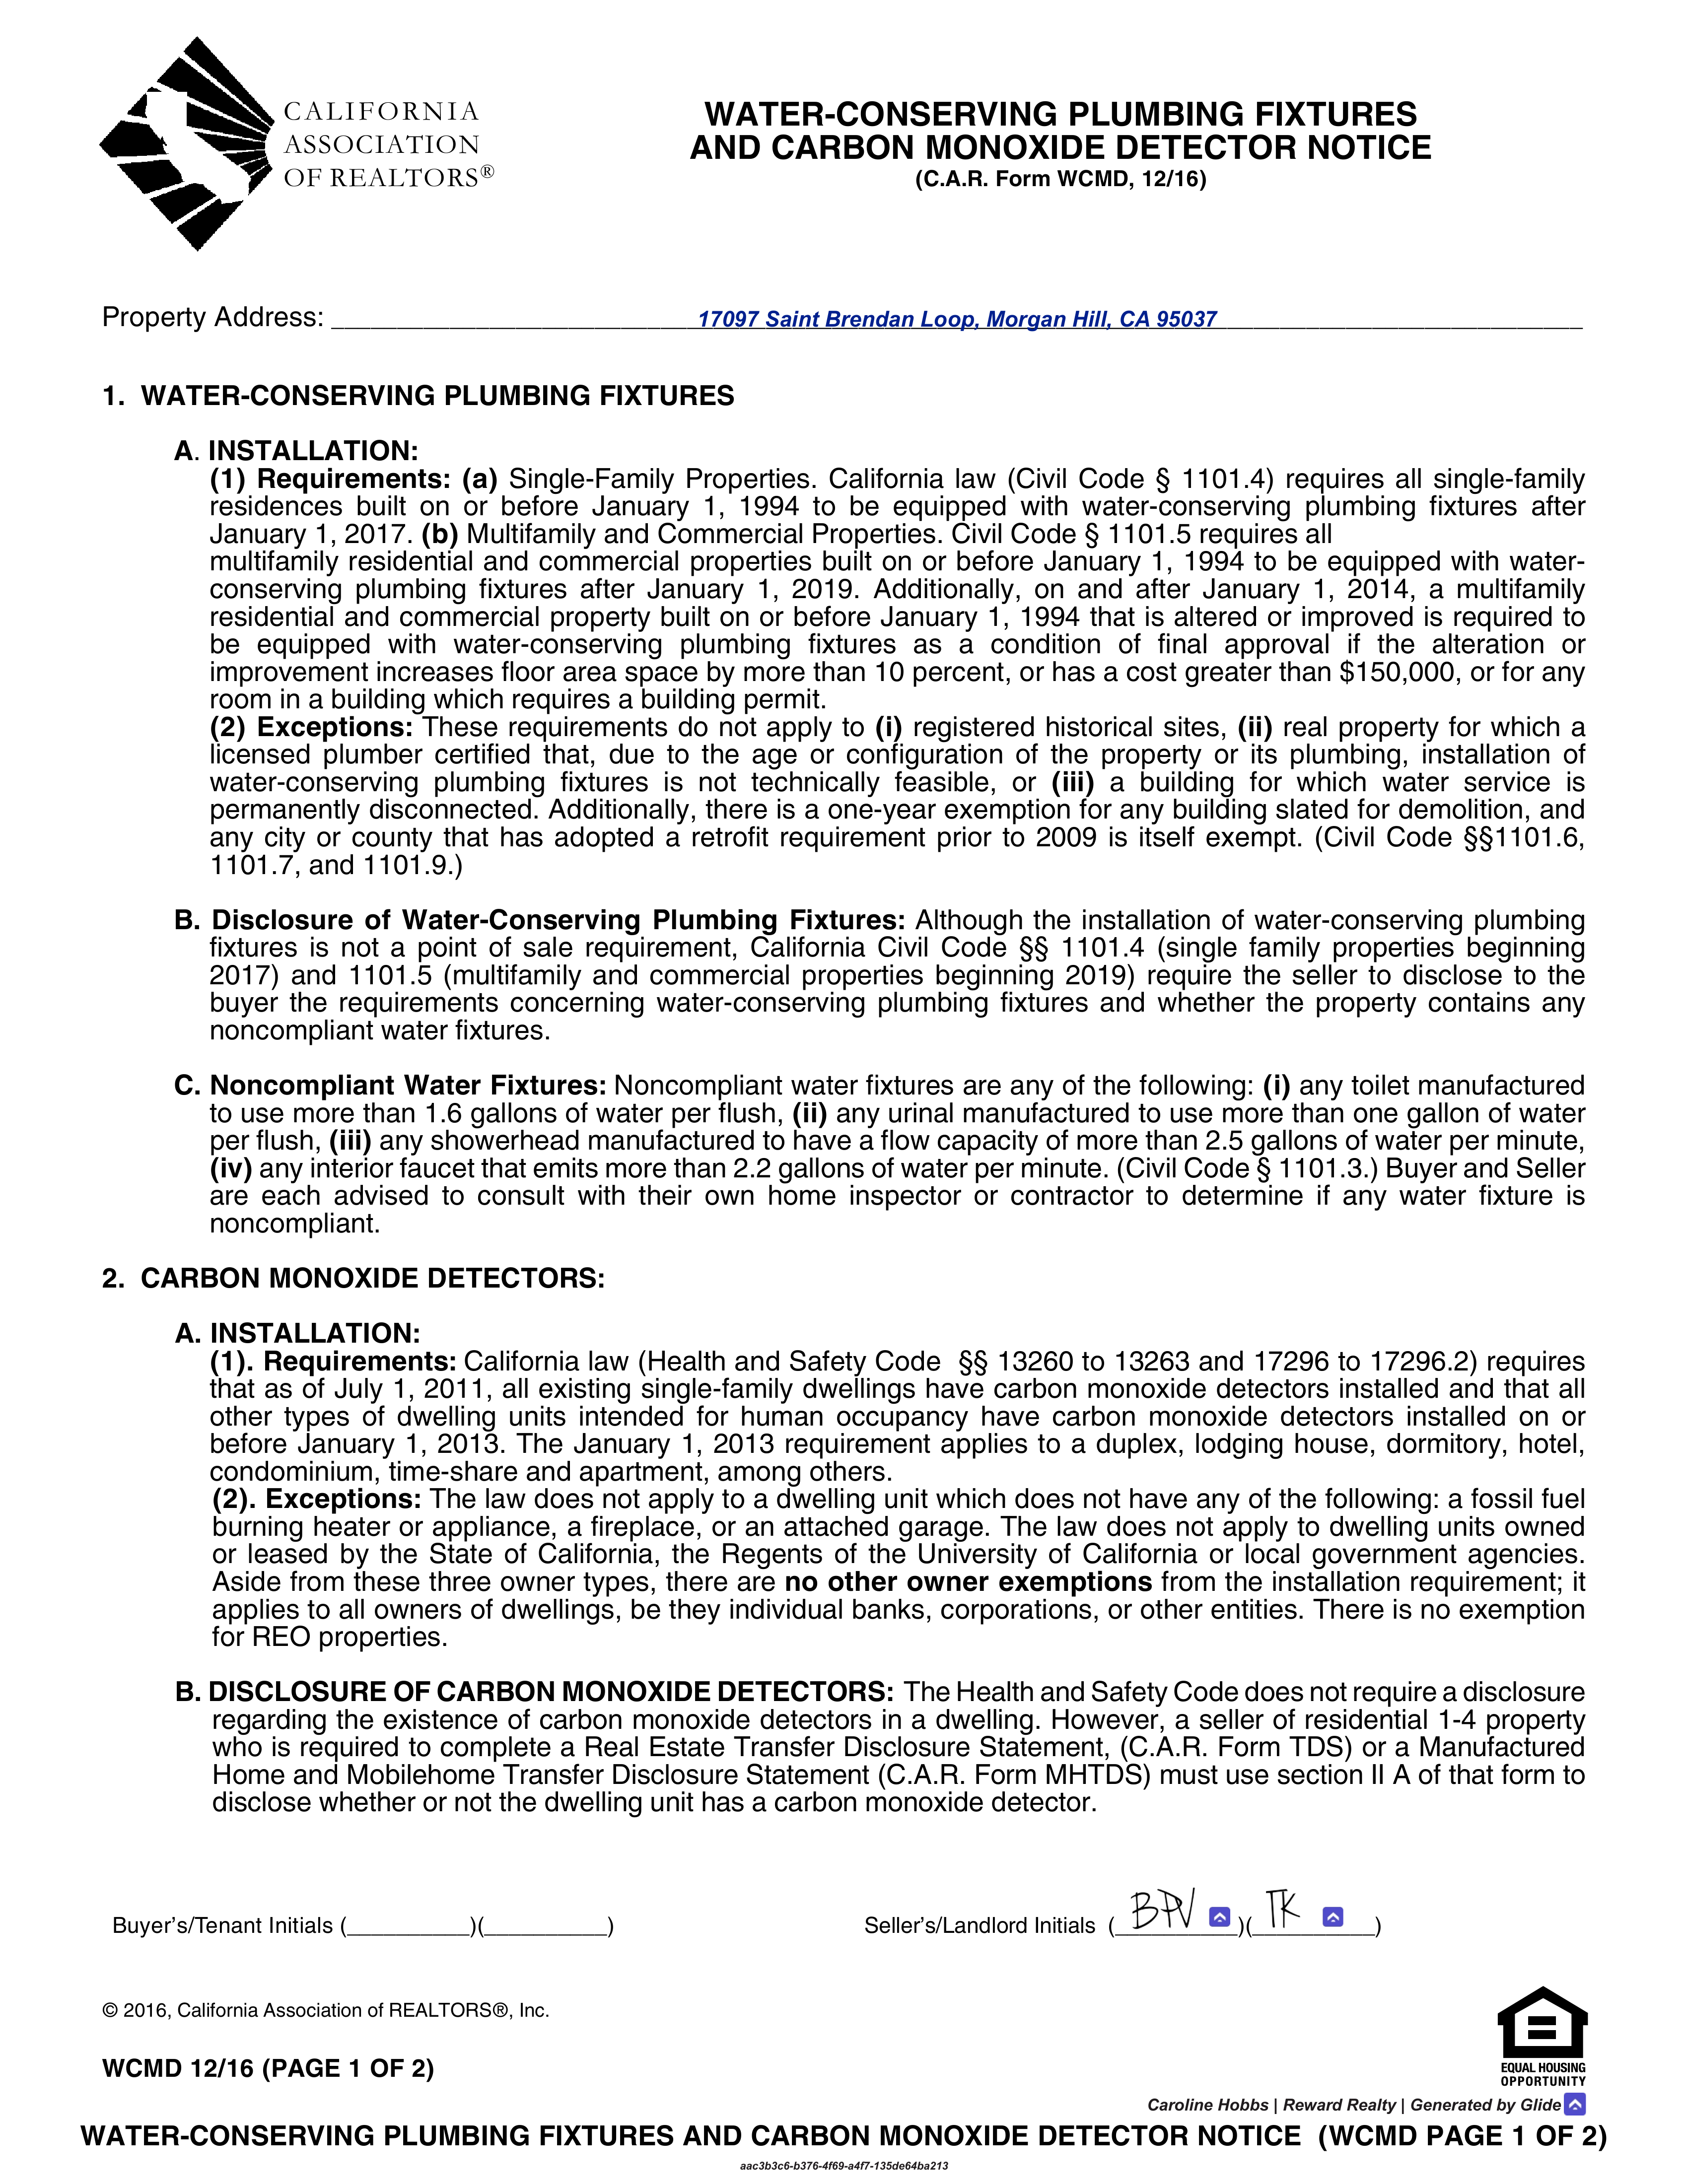 CALIFORNIA
ASSOCIATION
OF REALTORS®
WATER-CONSERVING PLUMBING FIXTURES
AND CARBON MONOXIDE DETECTOR NOTICE
(C.A.R. Form WCMD, 12/16)
Property Address: 17097 Saint Brendan Loop, Morgan Hill, CA 95037
1. WATER-CONSERVING PLUMBING FIXTURES
A. INSTALLATION:
(1) Requirements: (a) Single-Family Properties. California law (Civil Code § 1101.4) requires all single-family
residences built on or before January 1, 1994 to be equipped with water-conserving plumbing fixtures after
January 1, 2017. (b) Multifamily and Commercial Properties. Civil Code § 1101.5 requires all
multifamily residential and commercial properties built on or before January 1, 1994 to be equipped with water-
conserving plumbing fixtures after January 1, 2019. Additionally, on and after January 1, 2014, a multifamily
residential and commercial property built on or before January 1, 1994 that is altered or improved is required to
be equipped with water-conserving plumbing fixtures as a condition of final approval if the alteration or
improvement increases floor area space by more than 10 percent, or has a cost greater than $150,000, or for any
room in a building which requires a building permit.
(2) Exceptions: These requirements do not apply to (i) registered historical sites, (ii) real property for which a
licensed plumber certified that, due to the age or configuration of the property or its plumbing, installation of
water-conserving plumbing fixtures is not technically feasible, or (iii) a building for which water service is
permanently disconnected. Additionally, there is a one-year exemption for any building slated for demolition, and
any city or county that has adopted a retrofit requirement prior to 2009 is itself exempt. (Civil Code §§1101.6,
1101.7, and 1101.9.)
B. Disclosure of Water-Conserving Plumbing Fixtures: Although the installation of water-conserving plumbing
fixtures is not a point of sale requirement, California Civil Code §§ 1101.4 (single family properties beginning
2017) and 1101.5 (multifamily and commercial properties beginning 2019) require the seller to disclose to the
buyer the requirements concerning water-conserving plumbing fixtures and whether the property contains any
noncompliant water fixtures.
C. Noncompliant Water Fixtures: Noncompliant water fixtures are any of the following: (i) any toilet manufactured
to use more than 1.6 gallons of water per flush, (ii) any urinal manufactured to use more than one gallon of water
per flush, (iii) any showerhead manufactured to have a flow capacity of more than 2.5 gallons of water per minute,
(iv) any interior faucet that emits more than 2.2 gallons of water per minute. (Civil Code § 1101.3.) Buyer and Seller
are each advised to consult with their own home inspector or contractor to determine if any water fixture is
noncompliant.
2. CARBON MONOXIDE DETECTORS:
A. INSTALLATION:
(1). Requirements: California law (Health and Safety Code §§ 13260 to 13263 and 17296 to 17296.2) requires
that as of July 1, 2011, all existing single-family dwellings have carbon monoxide detectors installed and that all
other types of dwelling units intended for human occupancy have carbon monoxide detectors installed on or
before January 1, 2013. The January 1, 2013 requirement applies to a duplex, lodging house, dormitory, hotel,
condominium, time-share and apartment, among others.
(2). Exceptions: The law does not apply to a dwelling unit which does not have any of the following: a fossil fuel
burning heater or appliance, a fireplace, or an attached garage. The law does not apply to dwelling units owned
or leased by the State of California, the Regents of the University of California or local government agencies.
Aside from these three owner types, there are no other owner exemptions from the installation requirement; it
applies to all owners of dwellings, be they individual banks, corporations, or other entities. There is no exemption
for REO properties.
B. DISCLOSURE OF CARBON MONOXIDE DETECTORS: The Health and Safety Code does not require a disclosure
regarding the existence of carbon monoxide detectors in a dwelling. However, a seller of residential 1-4 property
who is required to complete a Real Estate Transfer Disclosure Statement, (C.A.R. Form TDS) or a Manufactured
Home and Mobilehome Transfer Disclosure Statement (C.A.R. Form MHTDS) must use section II A of that form to
disclose whether or not the dwelling unit has a carbon monoxide detector.
Buyer's/Tenant Initials (__________)(__________) Seller's/Landlord Initials (BPV)(TK)
© 2016, California Association of REALTORS®, Inc.
WCMD 12/16 (PAGE 1 OF 2)
EQUAL HOUSING
OPPORTUNITY
Caroline Hobbs | Reward Realty | Generated by Glide
WATER-CONSERVING PLUMBING FIXTURES AND CARBON MONOXIDE DETECTOR NOTICE (WCMD PAGE 1 OF 2)
aac3b3c6-b376-4f69-a4f7-135de64ba213